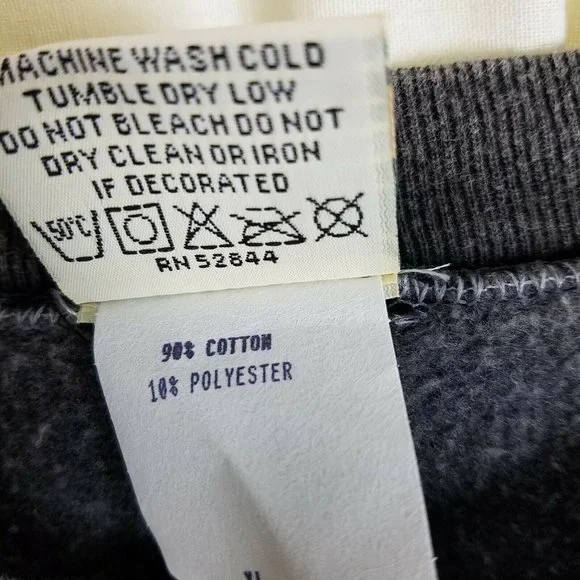 MACHINE WASH COLD
TUMBLE DRY LOW
DO NOT BLEACH DO NOT
DRY CLEAN OR IRON
IF DECORATED
50°C
RN 52844
90% COTTON
10% POLYESTER